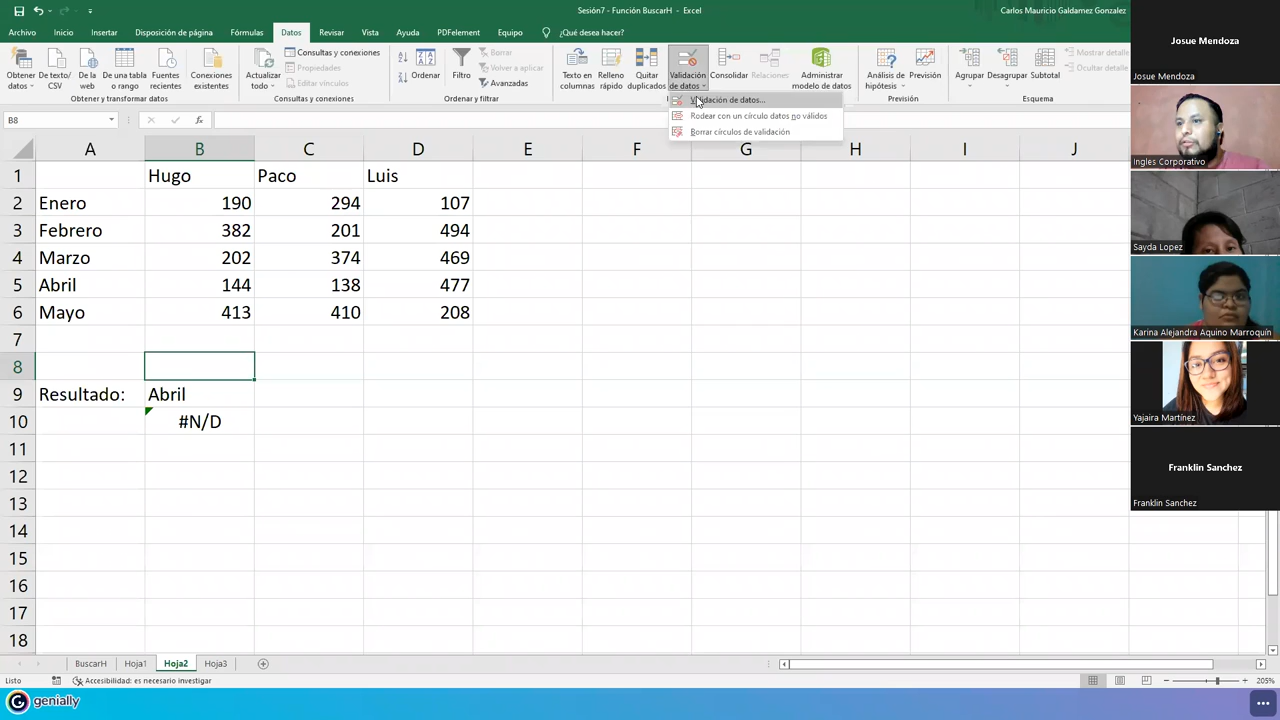 Sesión7 - Función BuscarH - Excel
Carlos Mauricio Galdamez Gonzalez
Archivo Inicio Insertar Disposición de página Fórmulas Datos Revisar Vista Ayuda PDFelement Equipo ¿Qué desea hacer?
Obtener datos
De texto/CSV
De la web
De una tabla o rango
Fuentes recientes
Conexiones existentes
Obtener y transformar datos
Actualizar todo
Consultas y conexiones
Propiedades
Editar vínculos
Consultas y conexiones
Ordenar
Filtro
Borrar
Volver a aplicar
Avanzadas
Ordenar y filtrar
Texto en columnas
Relleno rápido
Quitar duplicados
Validación de datos
Consolidar
Relaciones
Administrar modelo de datos
Análisis de hipótesis
Previsión
Previsión
Agrupar
Desagrupar
Subtotal
Mostrar detalle
Ocultar detalle
Esquema
Validación de datos...
Rodear con un círculo datos no válidos
Borrar círculos de validación
B8
fx
A B C D E F G H I J
1 Hugo Paco Luis
2 Enero 190 294 107
3 Febrero 382 201 494
4 Marzo 202 374 469
5 Abril 144 138 477
6 Mayo 413 410 208
7
8
9 Resultado: Abril
10 #N/D
11
12
13
14
15
16
17
18
BuscarH Hoja1 Hoja2 Hoja3
Listo
Accesibilidad: es necesario investigar
205%
genially
Josue Mendoza
Josue Mendoza
Ingles Corporativo
Sayda Lopez
Karina Alejandra Aquino Marroquín
Yajaira Martínez
Franklin Sanchez
Franklin Sanchez